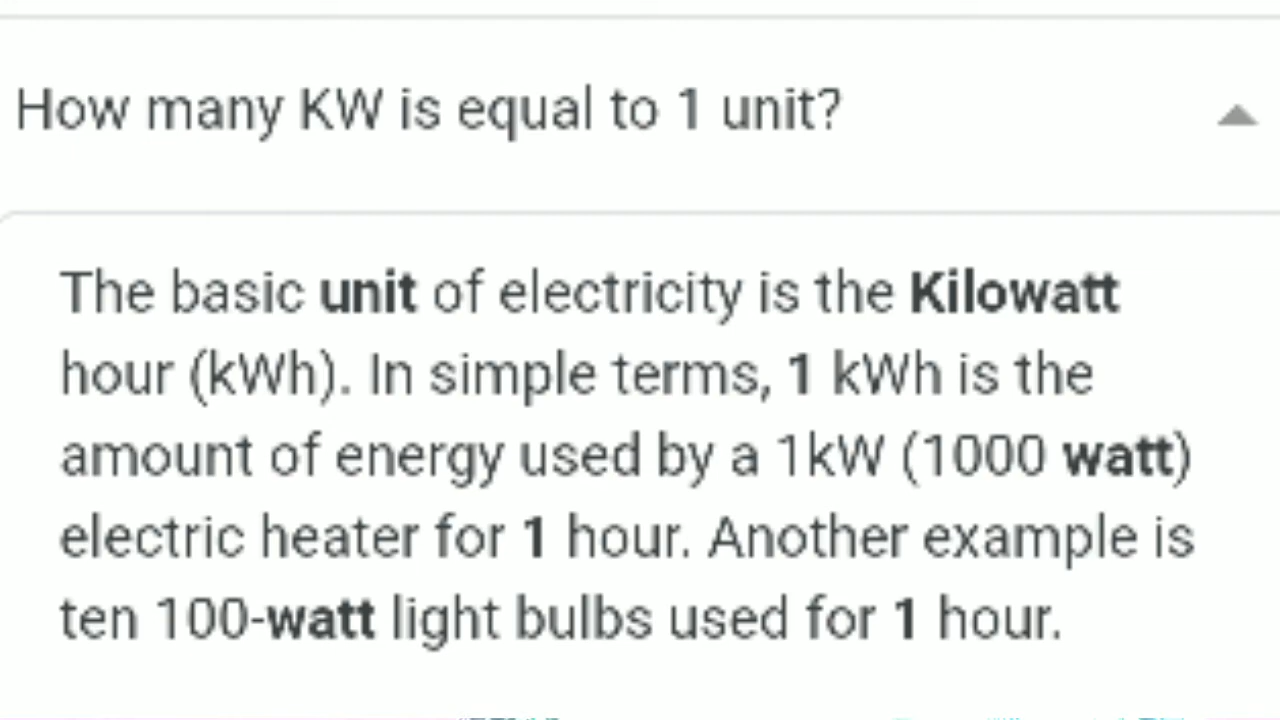 How many KW is equal to 1 unit?
The basic unit of electricity is the Kilowatt
hour (kWh). In simple terms, 1 kWh is the
amount of energy used by a 1kW (1000 watt)
electric heater for 1 hour. Another example is
ten 100-watt light bulbs used for 1 hour.